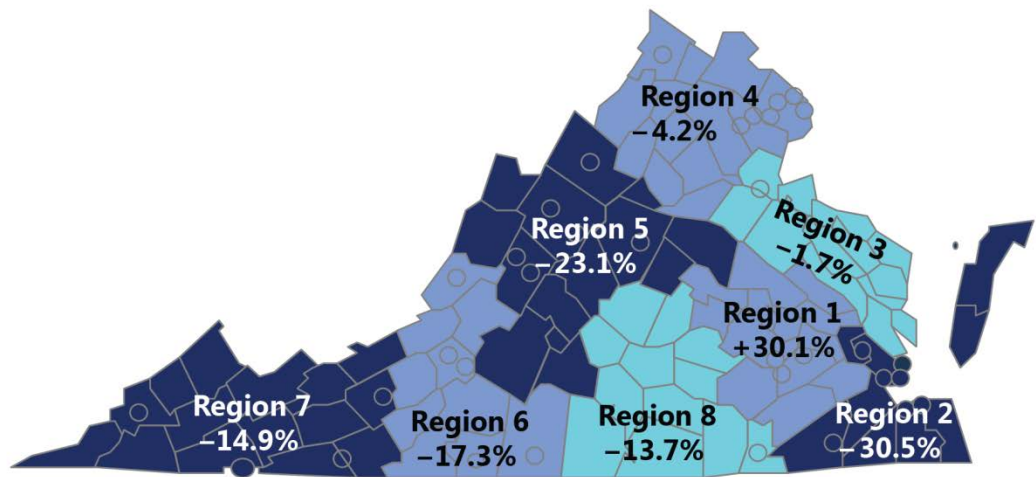 Region 4
−4.2%
Region 3
−1.7%
Region 5
−23.1%
Region 1
+30.1%
Region 7
−14.9%
Region 6
−17.3%
Region 8
−13.7%
Region 2
−30.5%